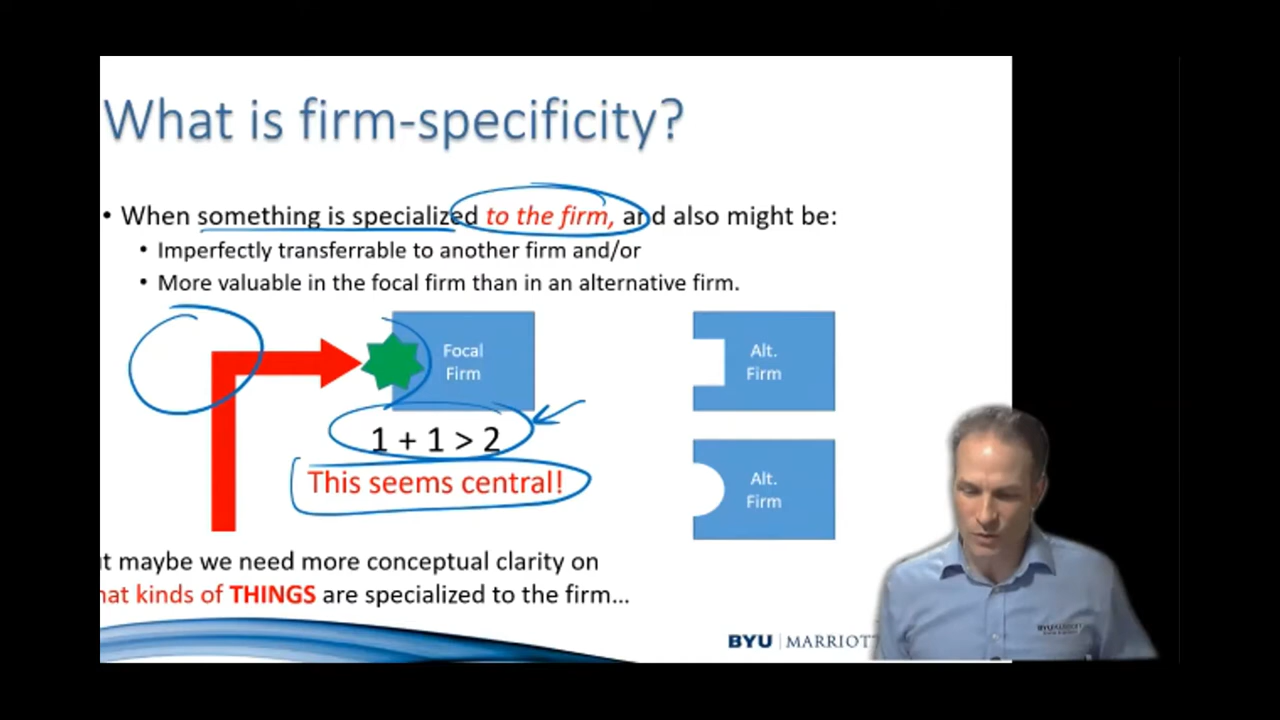 What is firm-specificity?
• When something is specialized to the firm, and also might be:
• Imperfectly transferrable to another firm and/or
• More valuable in the focal firm than in an alternative firm.
Focal
Firm
Alt.
Firm
1 + 1 > 2
This seems central!
Alt.
Firm
maybe we need more conceptual clarity on
kinds of THINGS are specialized to the firm...
BYU | MARRIOTT